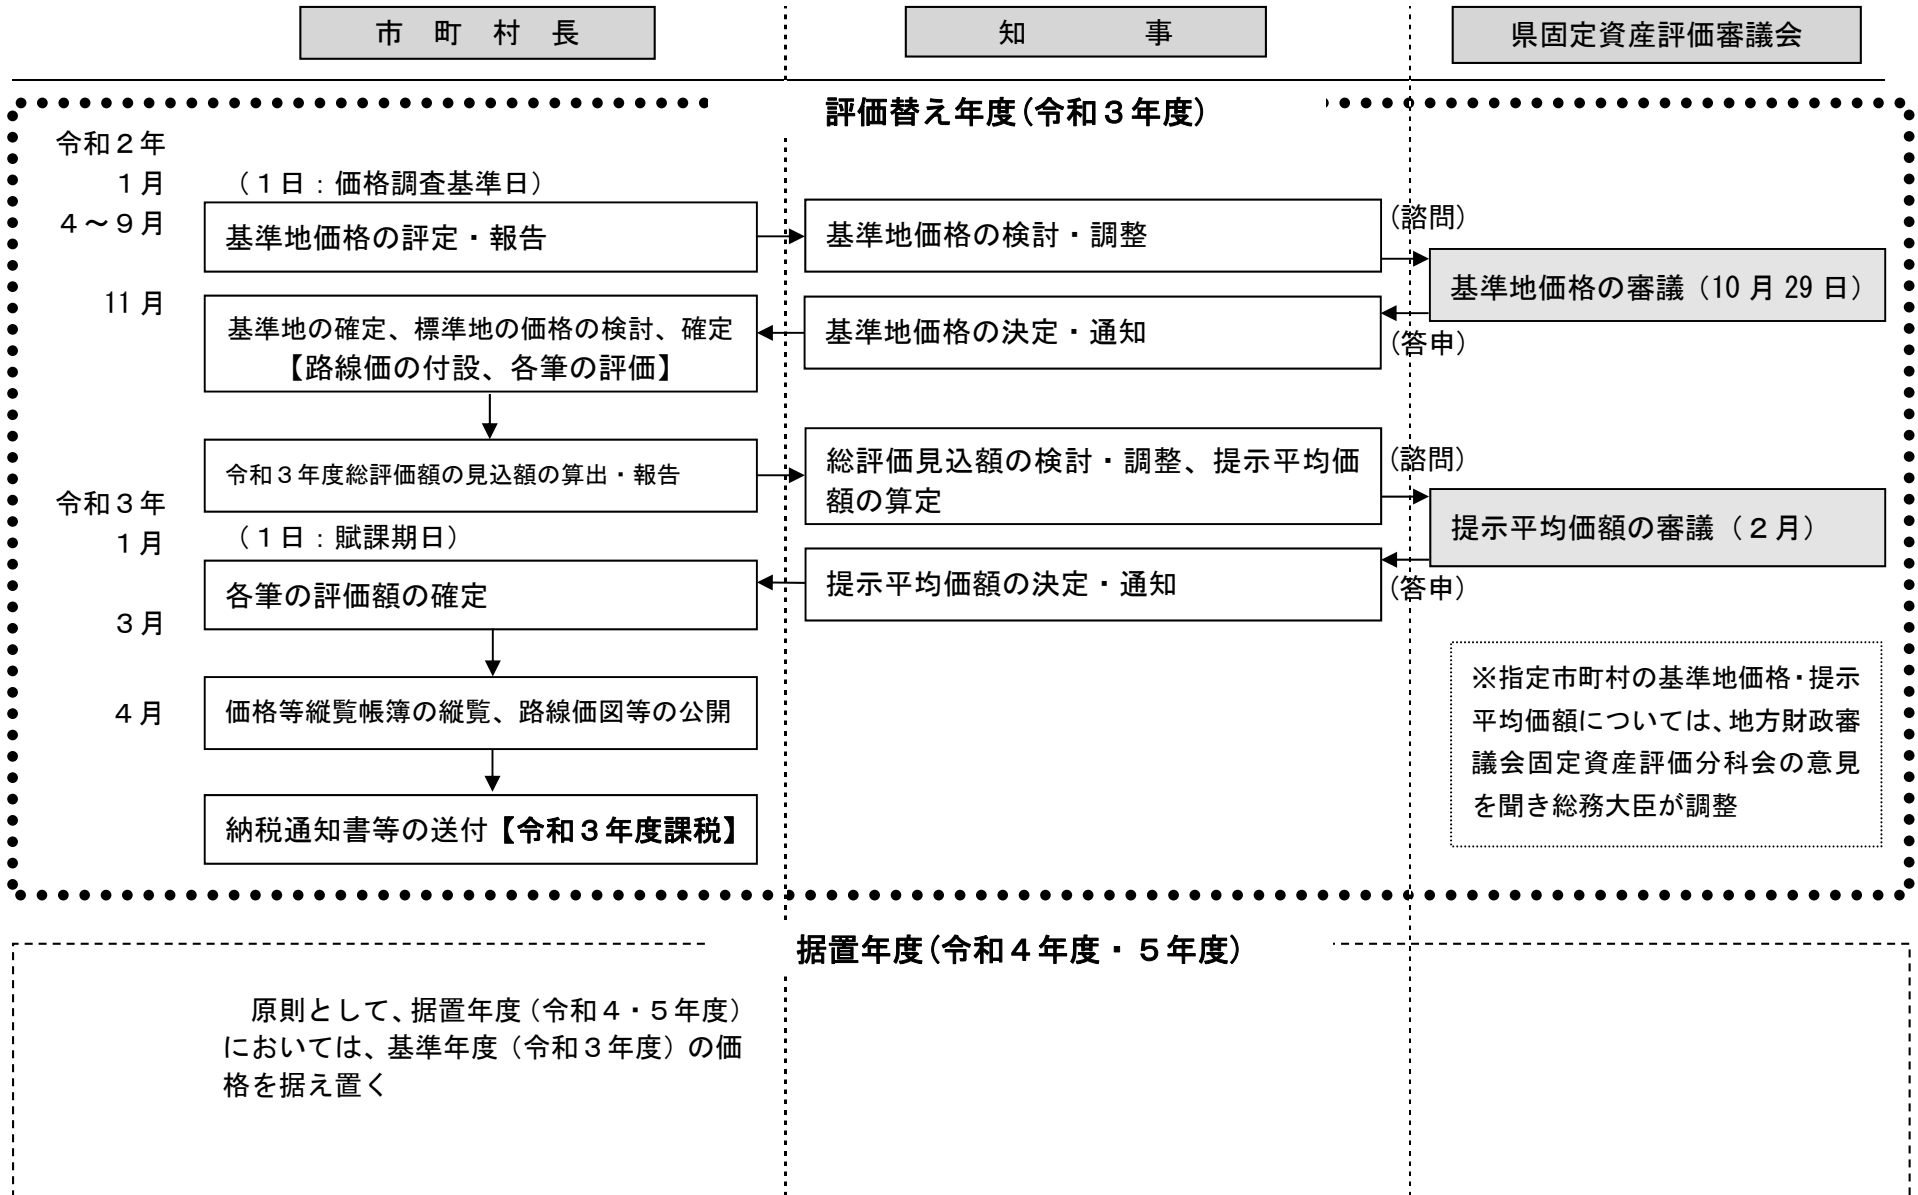 市　町　村　長
知　　　　事
県固定資産評価審議会
評価替え年度（令和３年度）
令和２年
１月
（１日：価格調査基準日）
４～９月
基準地価格の評定・報告
基準地価格の検討・調整
（諮問）
基準地価格の審議（10 月 29 日）
11 月
基準地の確定、標準地の価格の検討、確定
【路線価の付設、各筆の評価】
基準地価格の決定・通知
（答申）
令和３年度総評価額の見込額の算出・報告
総評価見込額の検討・調整、提示平均価
額の算定
（諮問）
提示平均価額の審議（２月）
令和３年
１月
（１日：賦課期日）
各筆の評価額の確定
提示平均価額の決定・通知
（答申）
３月
４月
価格等縦覧帳簿の縦覧、路線価図等の公開
納税通知書等の送付【令和３年度課税】
※指定市町村の基準地価格・提示
平均価額については、地方財政審
議会固定資産評価分科会の意見
を聞き総務大臣が調整
据置年度（令和４年度・５年度）
原則として、据置年度（令和４・５年度）
においては、基準年度（令和３年度）の価
格を据え置く